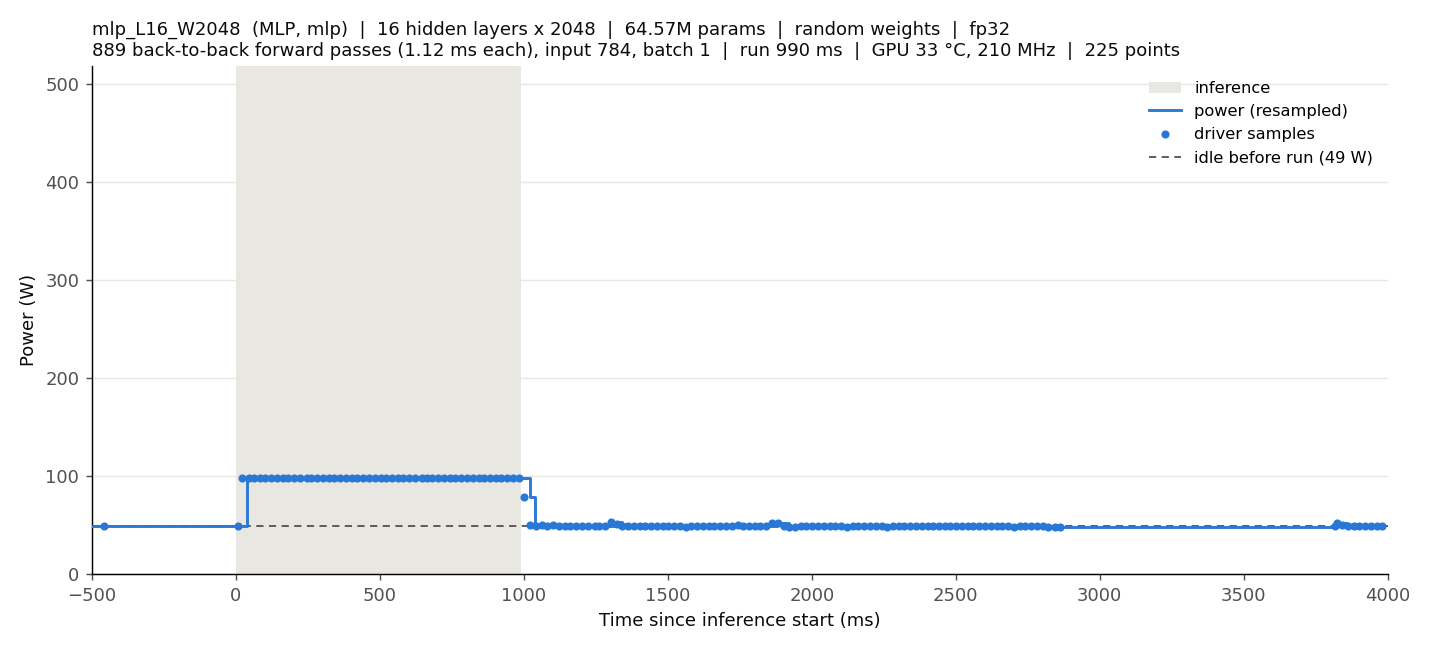 mlp_L16_W2048 (MLP, mlp) | 16 hidden layers x 2048 | 64.57M params | random weights | fp32
889 back-to-back forward passes (1.12 ms each), input 784, batch 1 | run 990 ms | GPU 33 °C, 210 MHz | 225 points
inference
power (resampled)
driver samples
idle before run (49 W)
Power (W)
500
400
300
200
100
0
−500
0
500
1000
1500
2000
2500
3000
3500
4000
Time since inference start (ms)